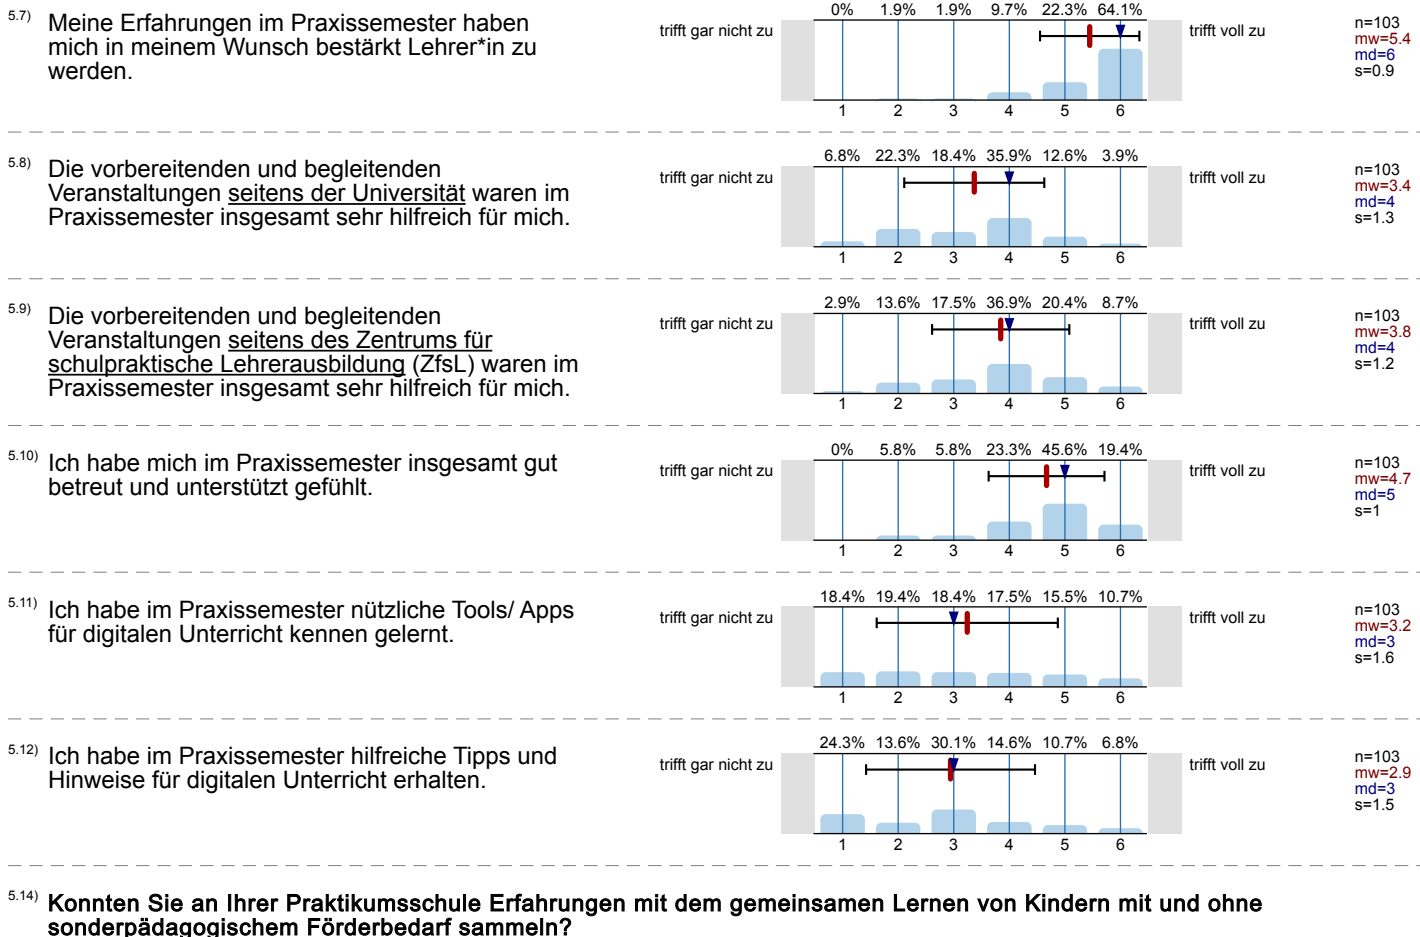 5.7) Meine Erfahrungen im Praxissemester haben
mich in meinem Wunsch bestärkt Lehrer*in zu
werden.
trifft gar nicht zu
0% 1.9% 1.9% 9.7% 22.3% 64.1%
1 2 3 4 5 6
trifft voll zu
n=103
mw=5.4
md=6
s=0.9
5.8) Die vorbereitenden und begleitenden
Veranstaltungen seitens der Universität waren im
Praxissemester insgesamt sehr hilfreich für mich.
trifft gar nicht zu
6.8% 22.3% 18.4% 35.9% 12.6% 3.9%
1 2 3 4 5 6
trifft voll zu
n=103
mw=3.4
md=4
s=1.3
5.9) Die vorbereitenden und begleitenden
Veranstaltungen seitens des Zentrums für
schulpraktische Lehrerausbildung (ZfsL) waren im
Praxissemester insgesamt sehr hilfreich für mich.
trifft gar nicht zu
2.9% 13.6% 17.5% 36.9% 20.4% 8.7%
1 2 3 4 5 6
trifft voll zu
n=103
mw=3.8
md=4
s=1.2
5.10) Ich habe mich im Praxissemester insgesamt gut
betreut und unterstützt gefühlt.
trifft gar nicht zu
0% 5.8% 5.8% 23.3% 45.6% 19.4%
1 2 3 4 5 6
trifft voll zu
n=103
mw=4.7
md=5
s=1
5.11) Ich habe im Praxissemester nützliche Tools/ Apps
für digitalen Unterricht kennen gelernt.
trifft gar nicht zu
18.4% 19.4% 18.4% 17.5% 15.5% 10.7%
1 2 3 4 5 6
trifft voll zu
n=103
mw=3.2
md=3
s=1.6
5.12) Ich habe im Praxissemester hilfreiche Tipps und
Hinweise für digitalen Unterricht erhalten.
trifft gar nicht zu
24.3% 13.6% 30.1% 14.6% 10.7% 6.8%
1 2 3 4 5 6
trifft voll zu
n=103
mw=2.9
md=3
s=1.5
5.14) Konnten Sie an Ihrer Praktikumsschule Erfahrungen mit dem gemeinsamen Lernen von Kindern mit und ohne
sonderpädagogischem Förderbedarf sammeln?